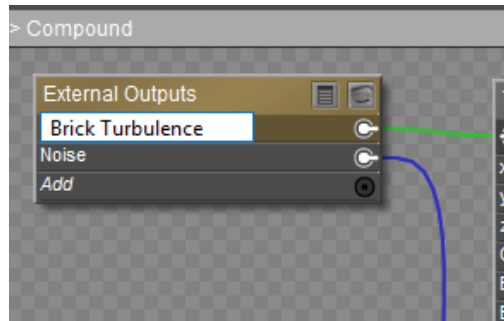 > Compound
External Outputs
Brick Turbulence
Noise
Add